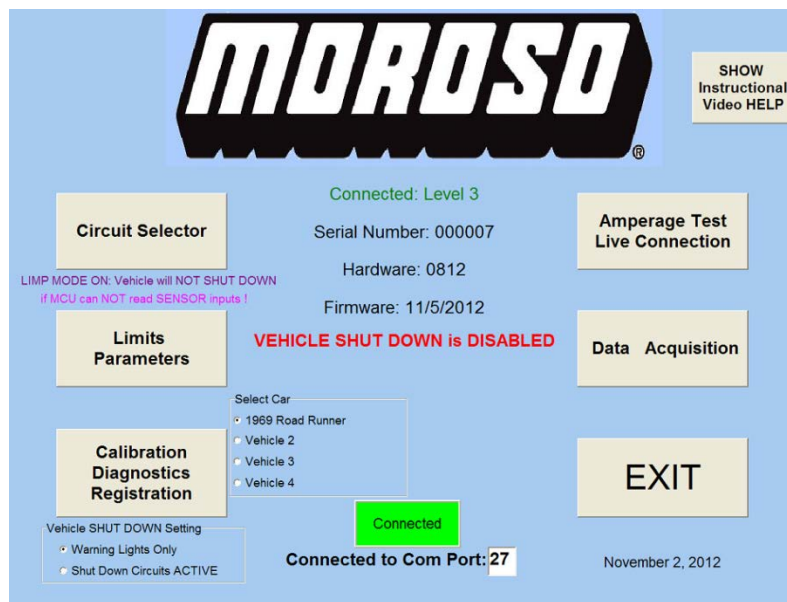 MOROSO
®
SHOW
Instructional
Video HELP
Connected: Level 3
Circuit Selector
Serial Number: 000007
Amperage Test
Live Connection
Hardware: 0812
LIMP MODE ON: Vehicle will NOT SHUT DOWN
if MCU can NOT read SENSOR inputs !
Firmware: 11/5/2012
Limits
Parameters
VEHICLE SHUT DOWN is DISABLED
Data Acquisition
Select Car
1969 Road Runner
Vehicle 2
Vehicle 3
Vehicle 4
Calibration
Diagnostics
Registration
EXIT
Connected
Vehicle SHUT DOWN Setting
Warning Lights Only
Shut Down Circuits ACTIVE
Connected to Com Port: 27
November 2, 2012